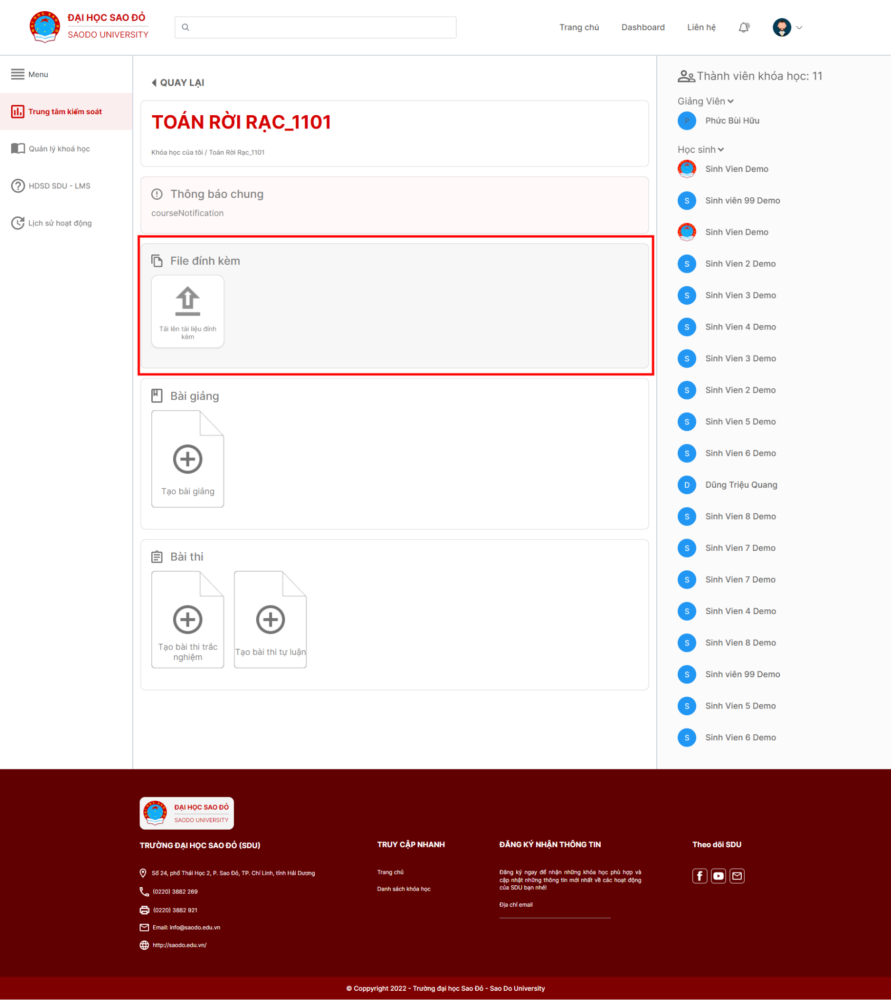 ĐẠI HỌC SAO ĐỎ
SAODO UNIVERSITY
Trang chủ
Dashboard
Liên hệ
Menu
Trung tâm kiểm soát
Quản lý khoá học
HDSD SDU - LMS
Lịch sử hoạt động
QUAY LẠI
TOÁN RỜI RẠC_1101
Khóa học của tôi / Toán Rời Rạc_1101
Thông báo chung
courseNotification
File đính kèm
Tải lên tài liệu đính
kèm
Bài giảng
Tạo bài giảng
Bài thi
Tạo bài thi trắc
nghiệm
Tạo bài thi tự luận
Thành viên khóa học: 11
Giảng Viên
P Phức Bùi Hữu
Học sinh
Sinh Vien Demo
S Sinh viên 99 Demo
Sinh Vien Demo
S Sinh Vien 2 Demo
S Sinh Vien 3 Demo
S Sinh Vien 4 Demo
S Sinh Vien 3 Demo
S Sinh Vien 2 Demo
S Sinh Vien 5 Demo
S Sinh Vien 6 Demo
D Dũng Triệu Quang
S Sinh Vien 8 Demo
S Sinh Vien 7 Demo
S Sinh Vien 7 Demo
S Sinh Vien 4 Demo
S Sinh Vien 8 Demo
S Sinh viên 99 Demo
S Sinh Vien 5 Demo
S Sinh Vien 6 Demo
ĐẠI HỌC SAO ĐỎ
SAODO UNIVERSITY
TRƯỜNG ĐẠI HỌC SAO ĐỎ (SDU)
Số 24, phố Thái Học 2, P. Sao Đỏ, TP. Chí Linh, tỉnh Hải Dương
(0220) 3882 269
(0220) 3882 921
Email: info@saodo.edu.vn
http://saodo.edu.vn/
TRUY CẬP NHANH
Trang chủ
Danh sách khóa học
ĐĂNG KÝ NHẬN THÔNG TIN
Đăng ký ngay để nhận những khóa học phù hợp và
cập nhật những thông tin mới nhất về các hoạt động
của SDU bạn nhé!
Địa chỉ email
Theo dõi SDU
© Coppyright 2022 - Trường đại học Sao Đỏ - Sao Do University